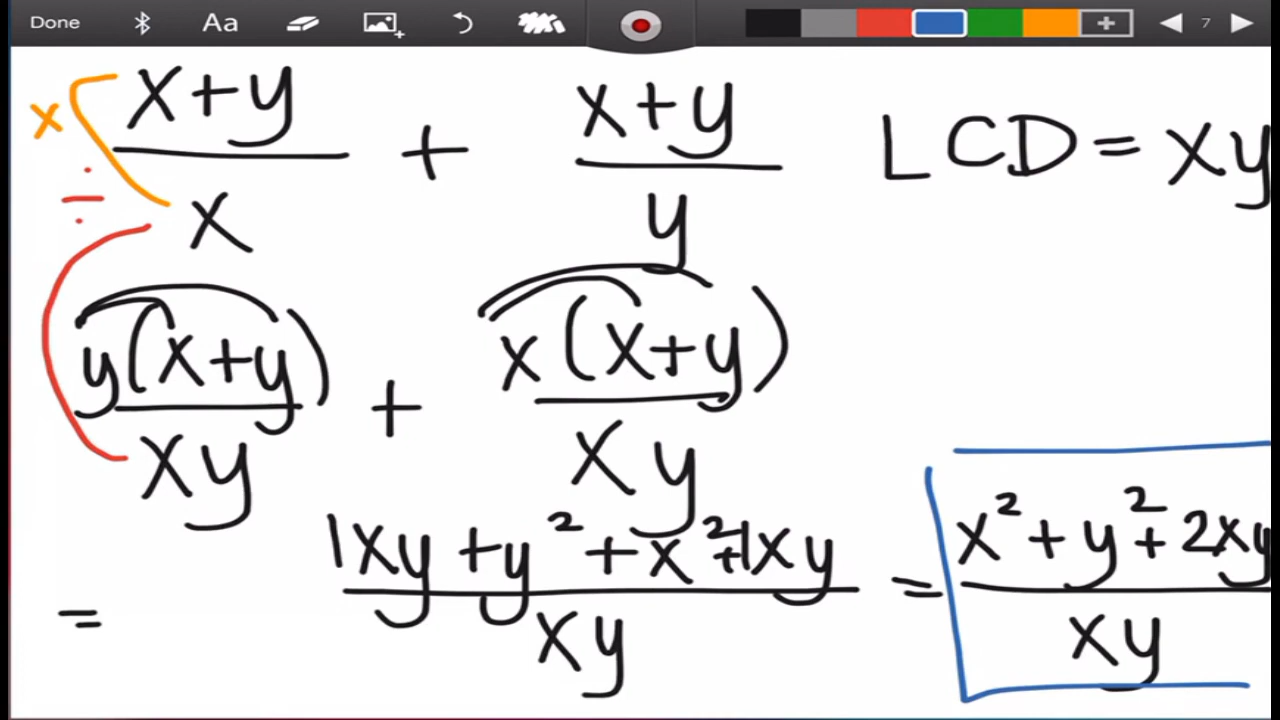 Done Aa 7
x x+y/x + x+y/y LCD = xy
÷
y(x+y)/xy + x(x+y)/xy
= 1xy + y² + x² + 1xy/xy = x² + y² + 2xy/xy